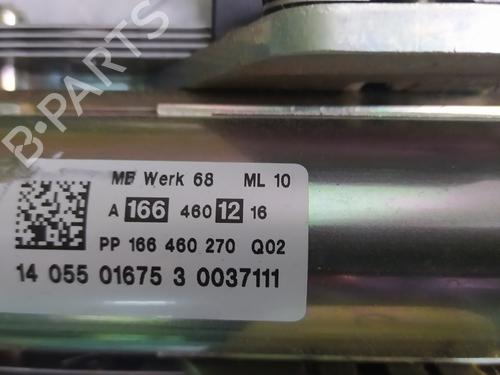 B-PARTS
MB Werk 68 ML 10
A 166 460 12 16
PP 166 460 270 Q02
14 055 01675 3 0037111